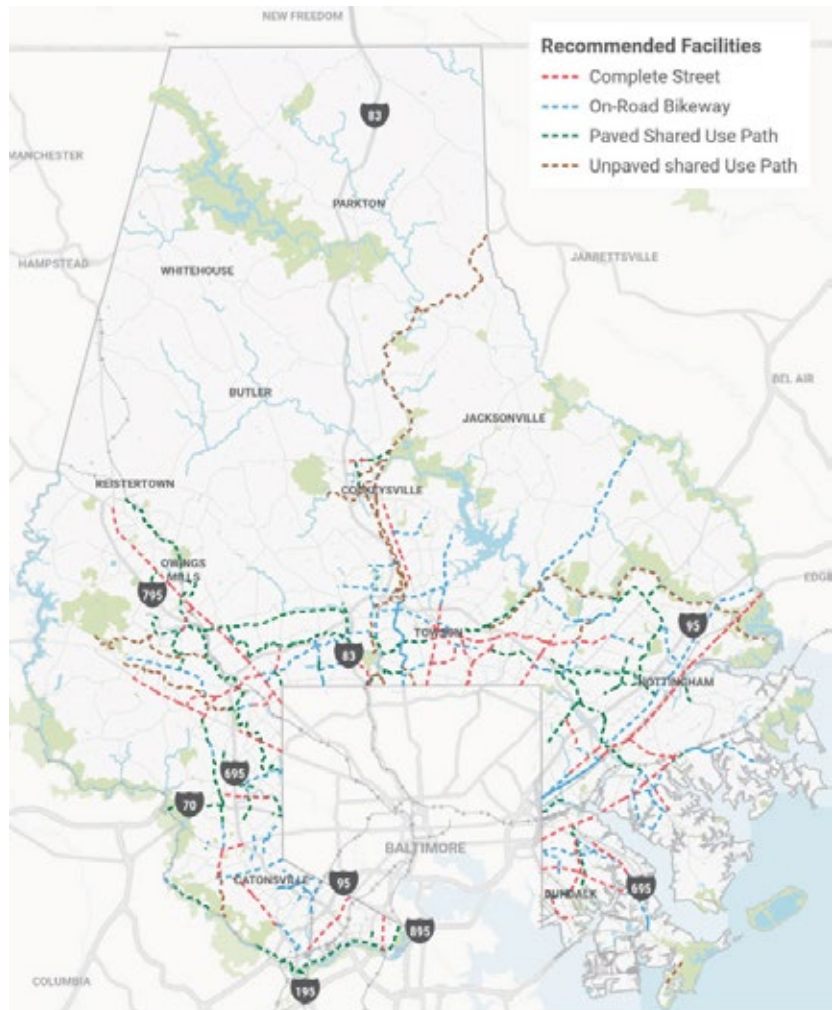 NEW FREEDOM
Recommended Facilities
Complete Street
On-Road Bikeway
Paved Shared Use Path
Unpaved shared Use Path
83
MANCHESTER
PARKTON
HAMPSTEAD
WHITEHOUSE
JARRETTSVILLE
BEL AIR
BUTLER
JACKSONVILLE
REISTERTOWN
COCKEYSVILLE
OWINGS
MILLS
EDGE
795
95
83
TOWSON
NOTTINGHAM
695
70
BALTIMORE
CATONSVILLE
95
DUNDALK
695
895
COLUMBIA
195